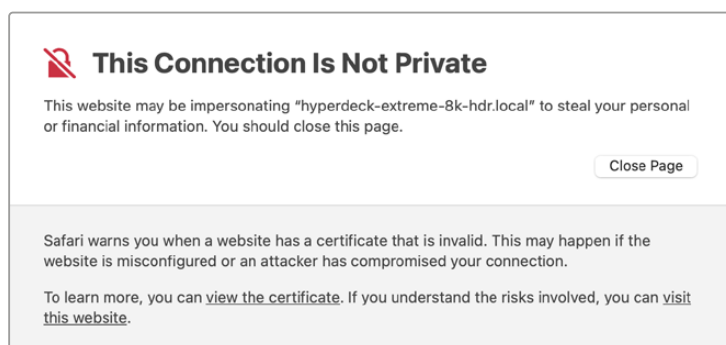 This Connection Is Not Private
This website may be impersonating “hyperdeck-extreme-8k-hdr.local” to steal your personal
or financial information. You should close this page.
Close Page
Safari warns you when a website has a certificate that is invalid. This may happen if the
website is misconfigured or an attacker has compromised your connection.
To learn more, you can view the certificate. If you understand the risks involved, you can visit
this website.